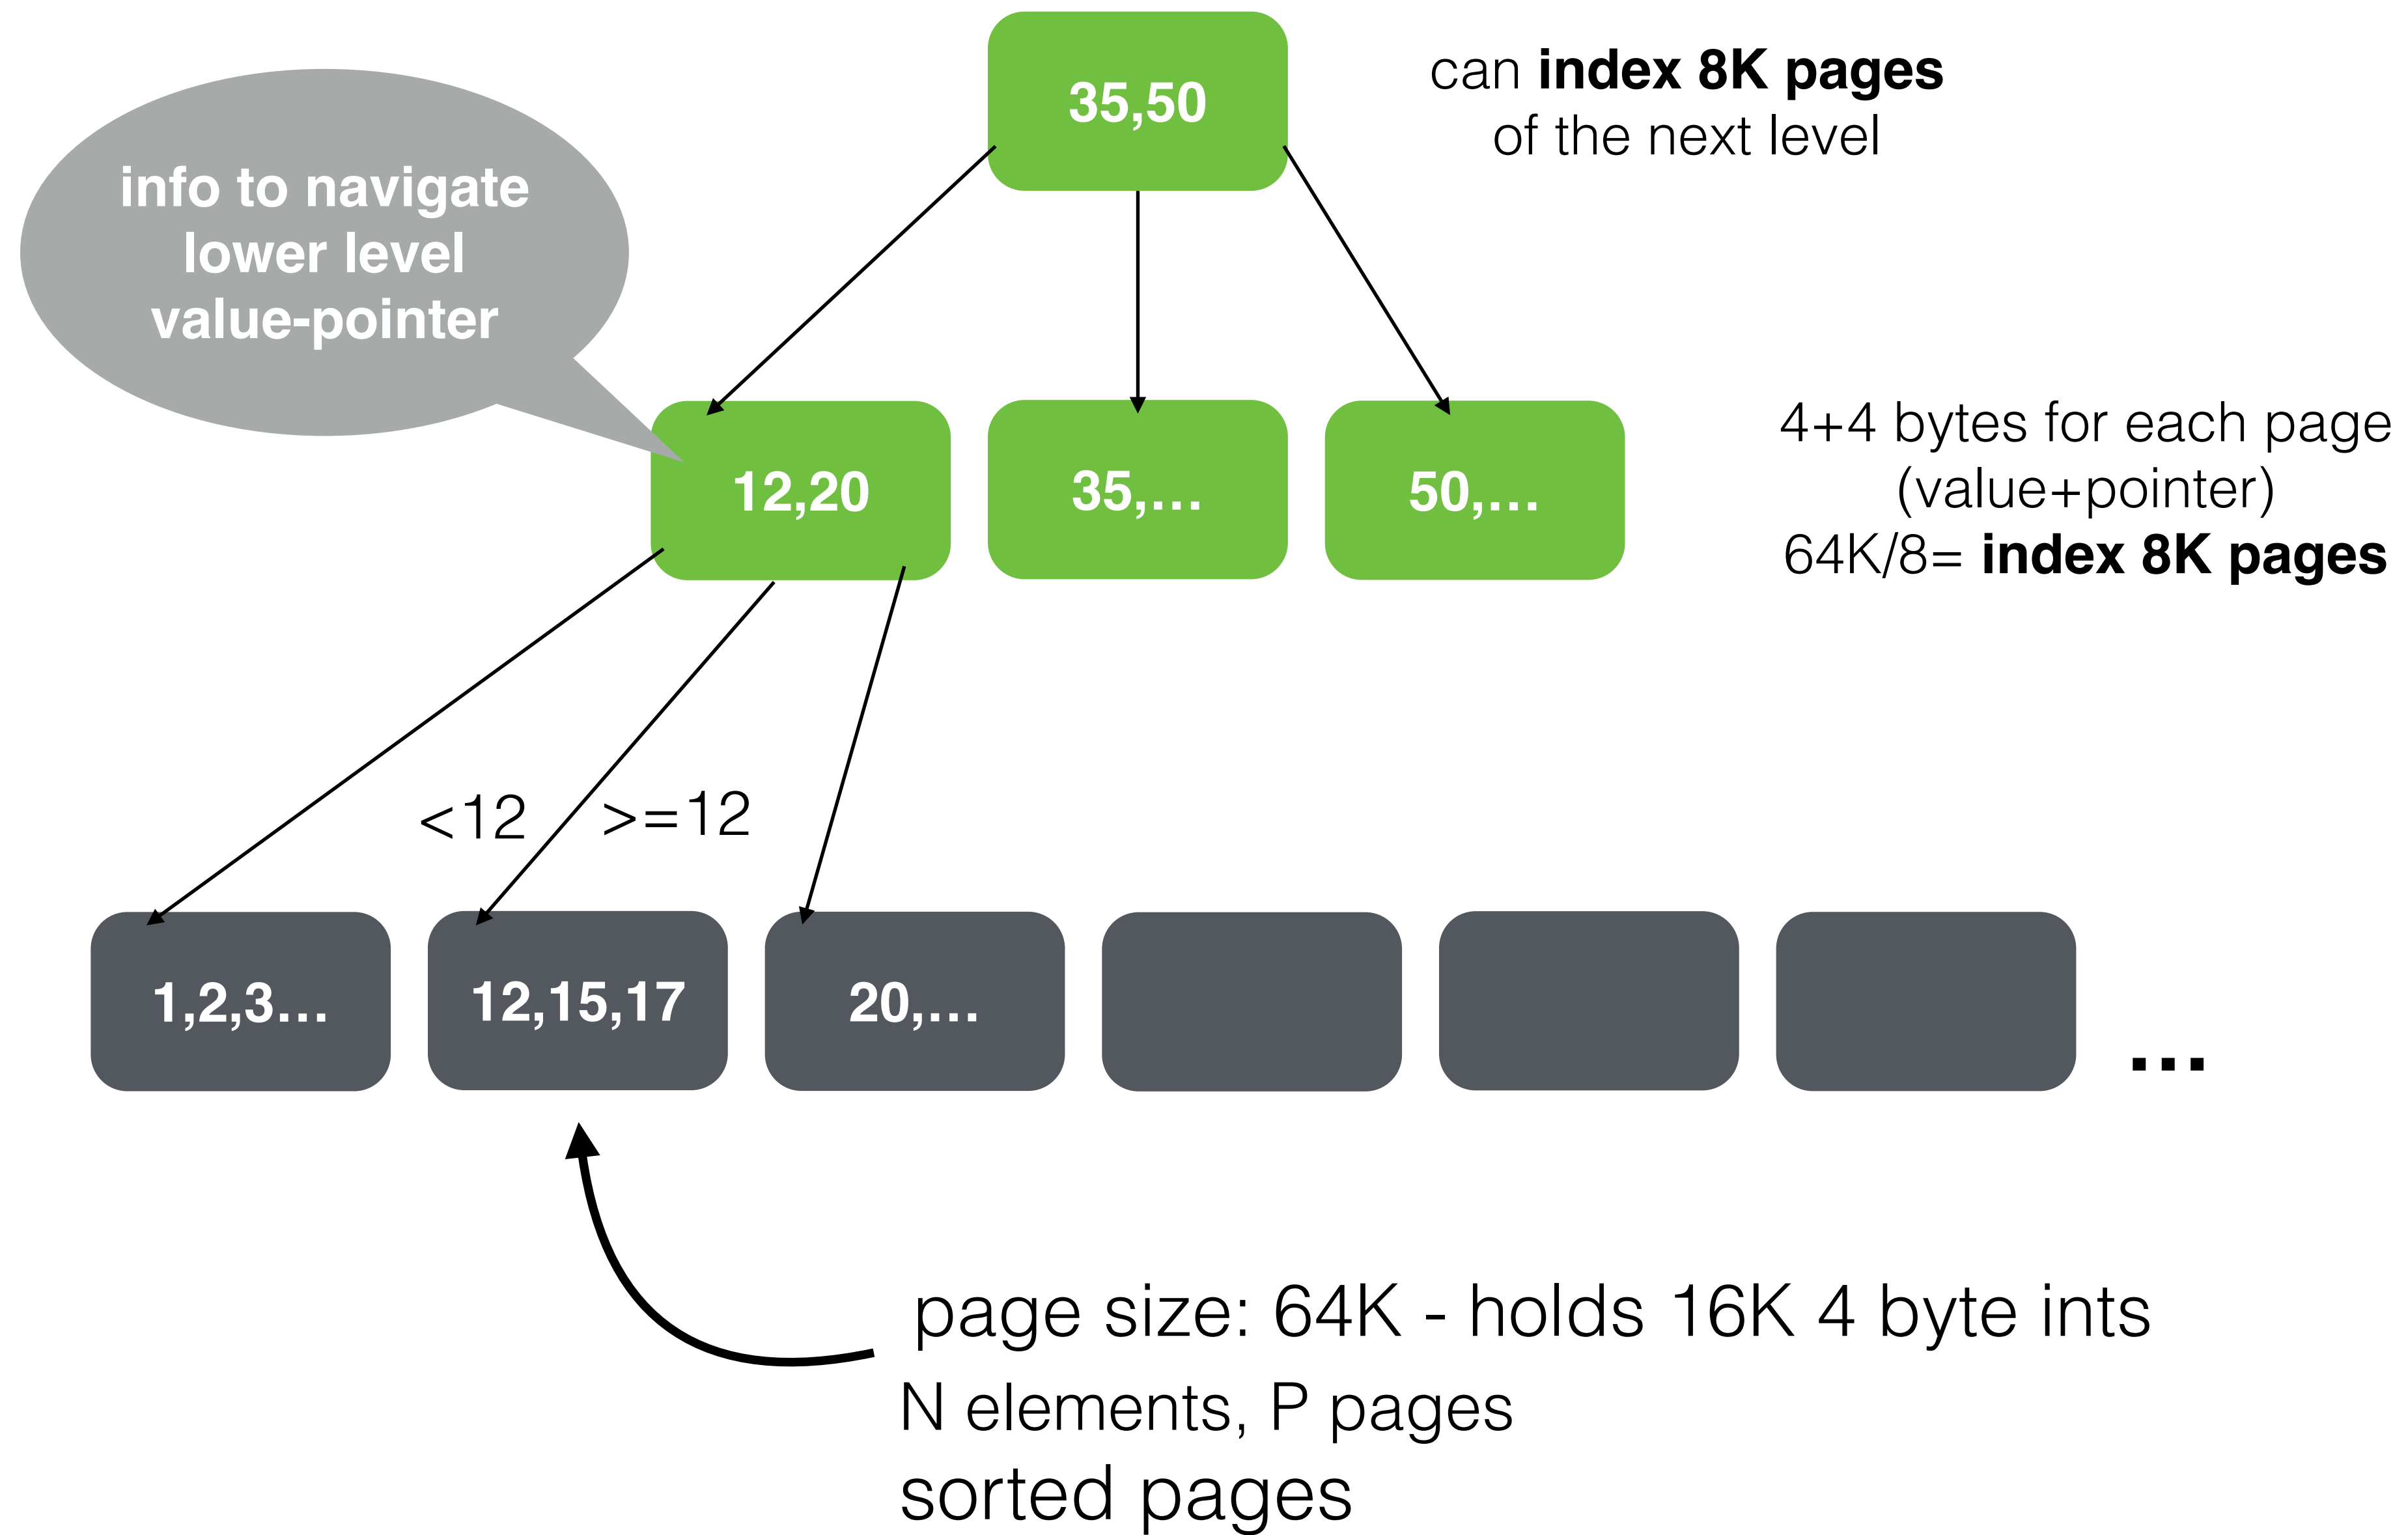 35,50
can index 8K pages
of the next level
info to navigate
lower level
value-pointer
12,20
35,...
50,...
4+4 bytes for each page
(value+pointer)
64K/8= index 8K pages
<12
>=12
1,2,3...
12,15,17
20,...
...
page size: 64K - holds 16K 4 byte ints
N elements, P pages
sorted pages